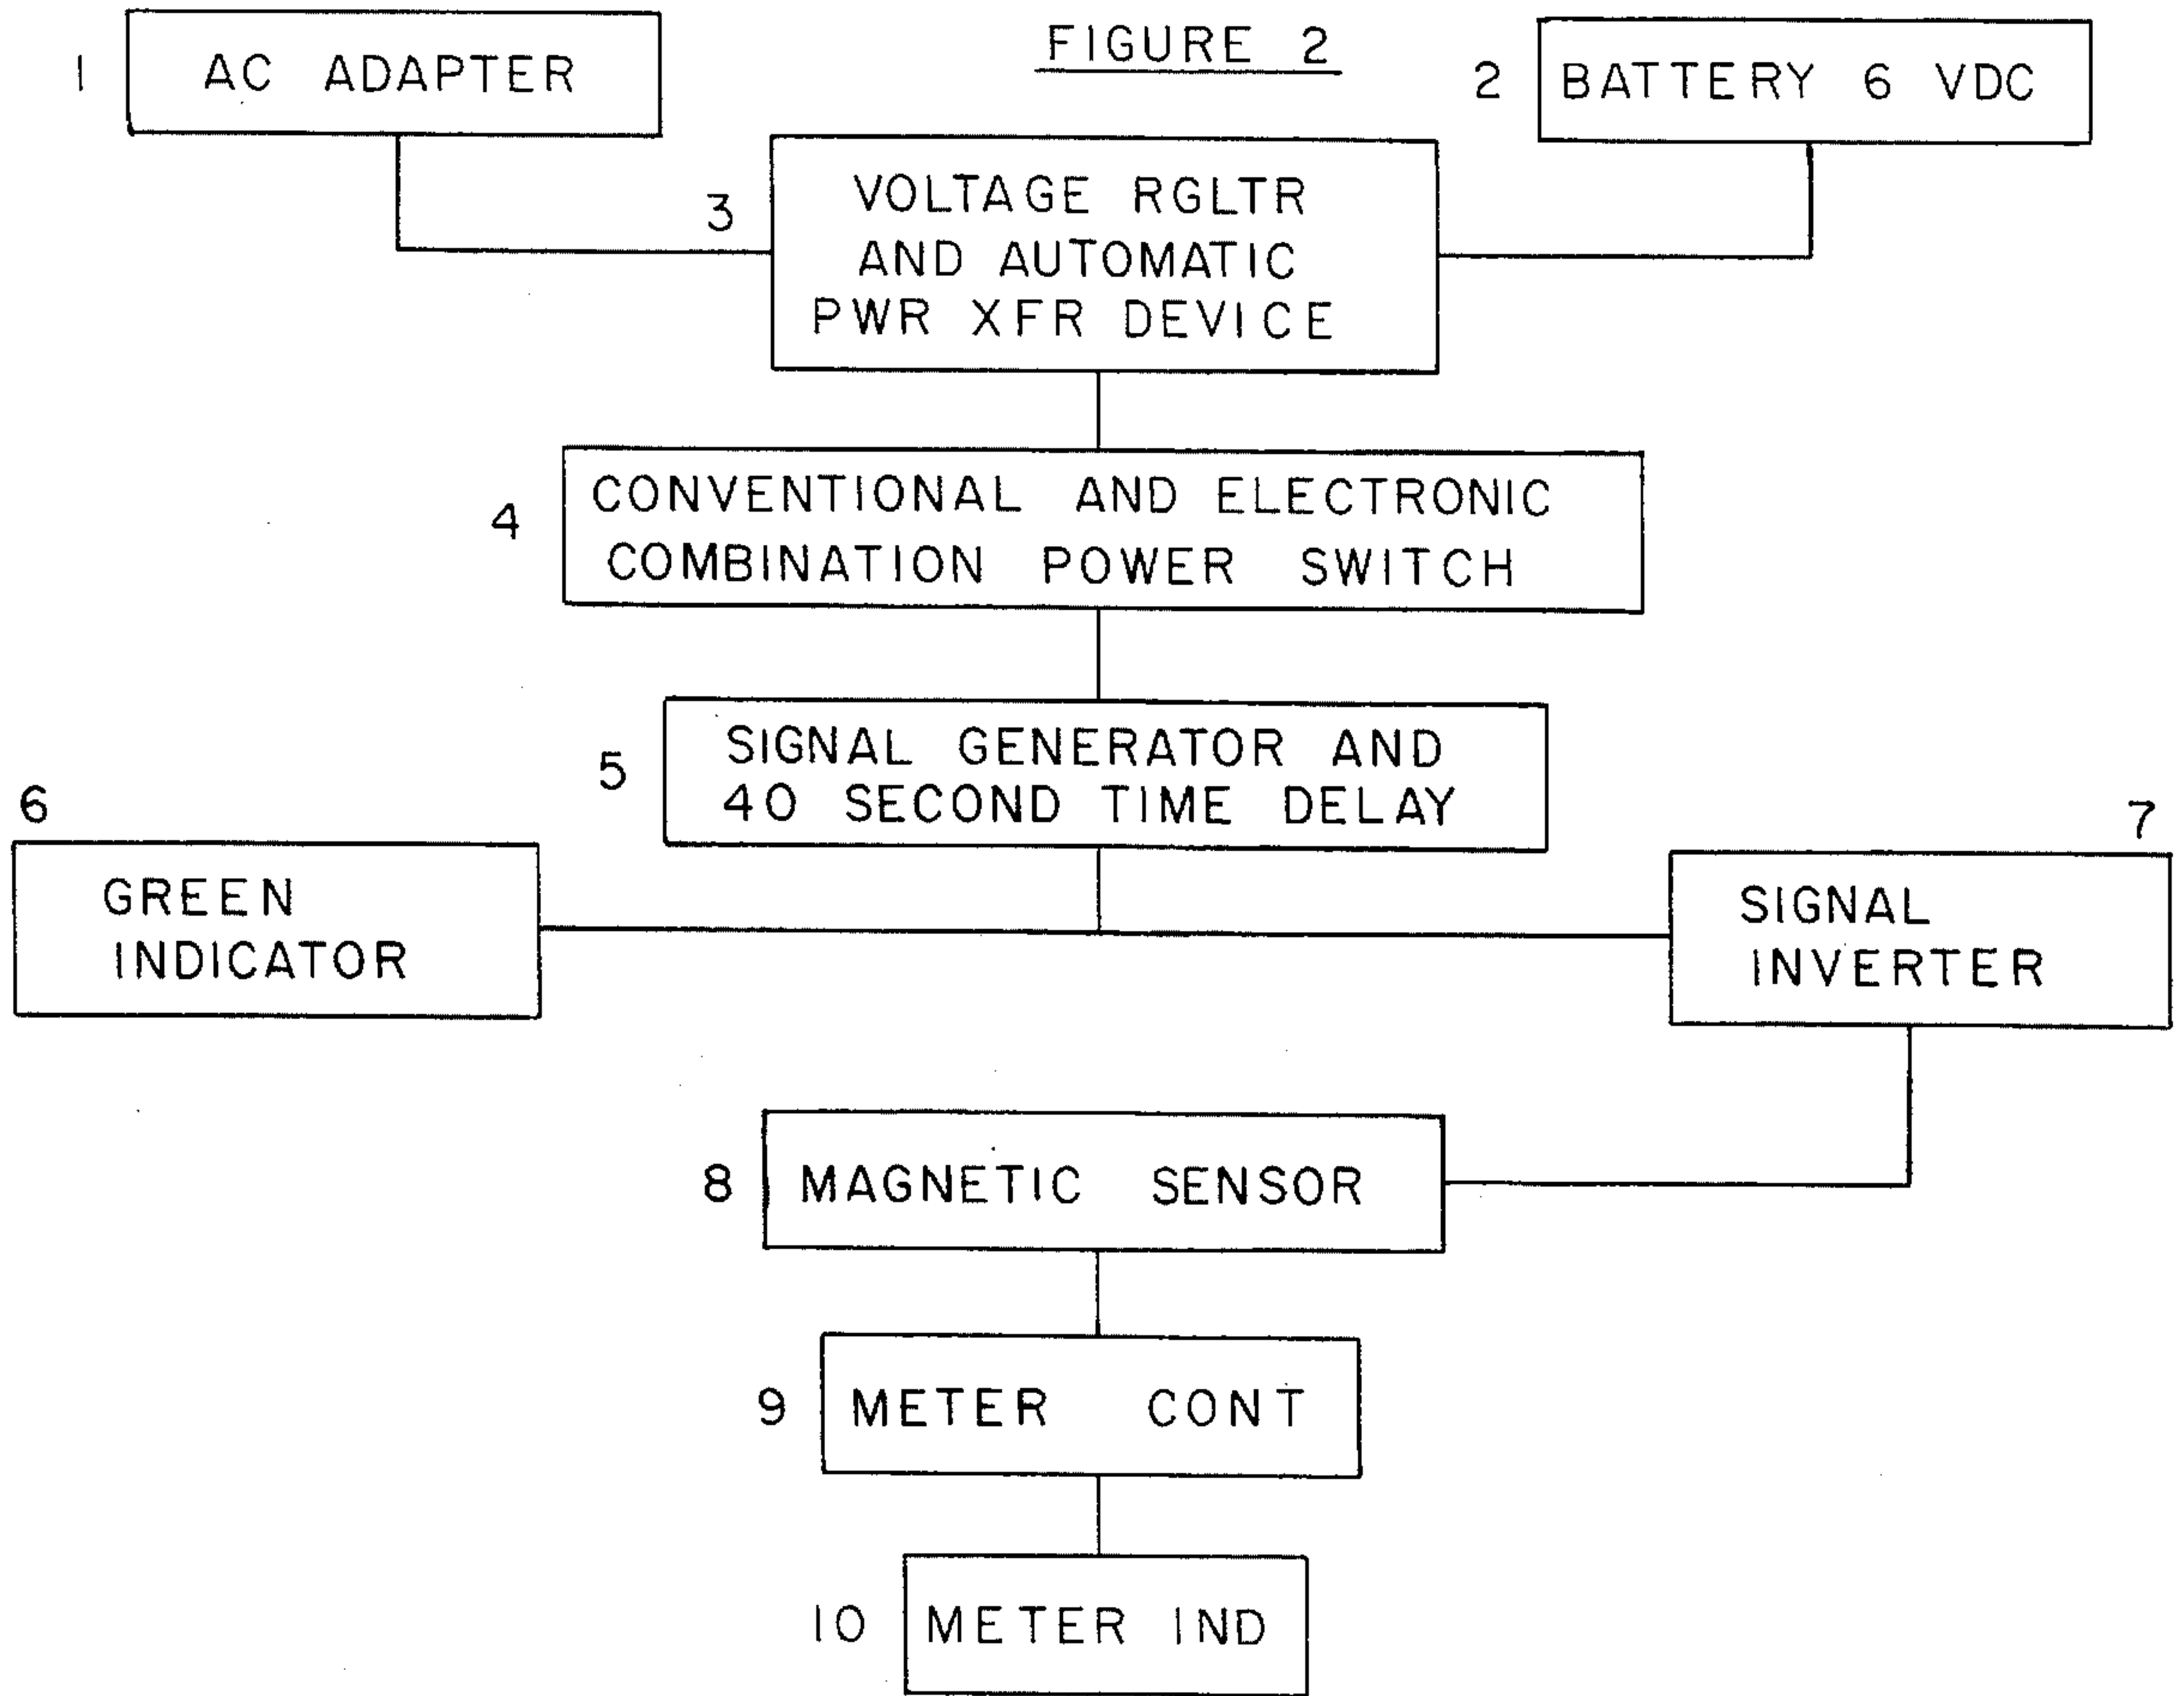 FIGURE 2
1
AC ADAPTER
2
BATTERY 6 VDC
3
VOLTAGE RGLTR
AND AUTOMATIC
PWR XFR DEVICE
4
CONVENTIONAL AND ELECTRONIC
COMBINATION POWER SWITCH
5
SIGNAL GENERATOR AND
40 SECOND TIME DELAY
6
GREEN
INDICATOR
7
SIGNAL
INVERTER
8
MAGNETIC SENSOR
9
METER CONT
10
METER IND